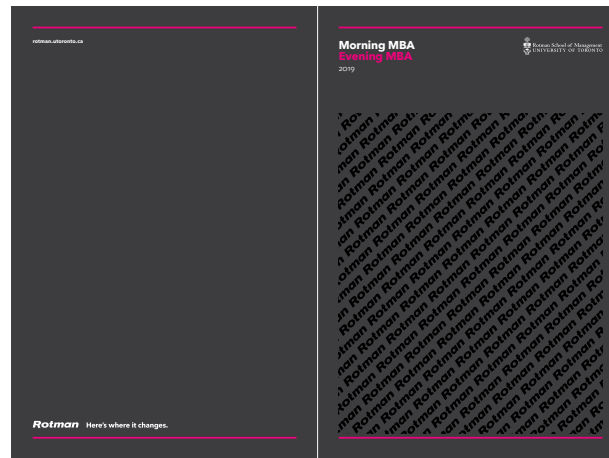 rotman.utoronto.ca
Rotman Here's where it changes.
Morning MBA
Evening MBA
2019
Rotman School of Management
UNIVERSITY OF TORONTO
Rotman